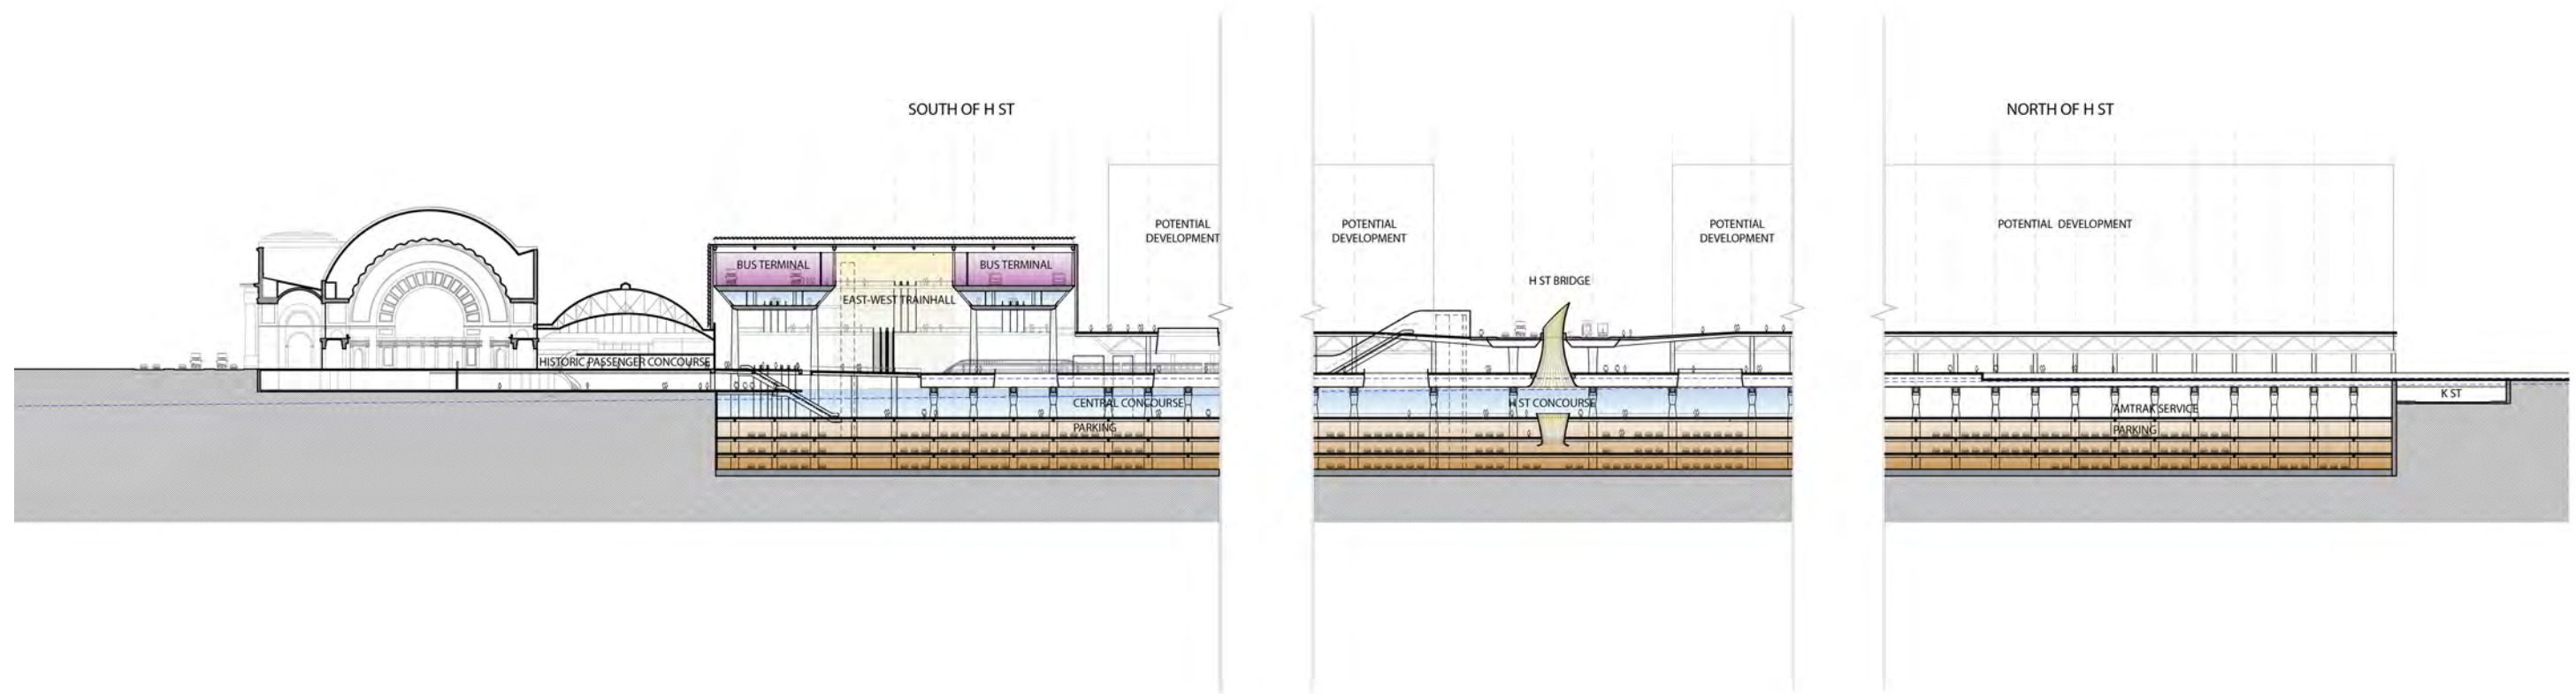 SOUTH OF H ST
NORTH OF H ST
POTENTIAL
DEVELOPMENT
POTENTIAL
DEVELOPMENT
POTENTIAL
DEVELOPMENT
POTENTIAL DEVELOPMENT
BUS TERMINAL
BUS TERMINAL
H ST BRIDGE
EAST-WEST TRAINHALL
HISTORIC PASSENGER CONCOURSE
CENTRAL CONCOURSE
H ST CONCOURSE
K ST
AMTRAK SERVICE
PARKING
PARKING